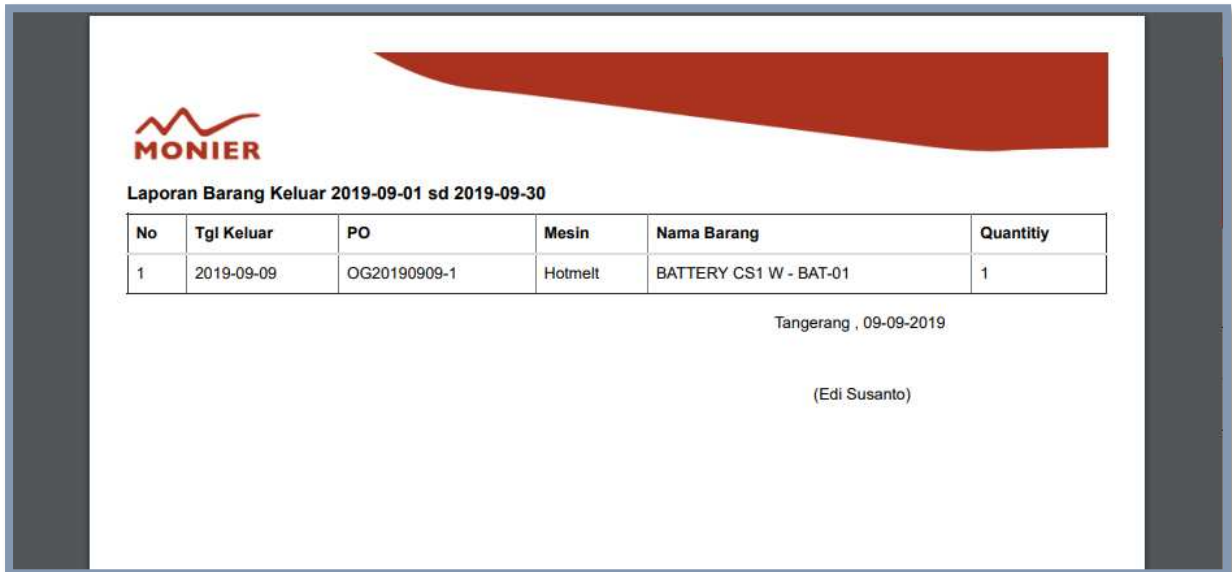 MONIER
Laporan Barang Keluar 2019-09-01 sd 2019-09-30
No Tgl Keluar PO Mesin Nama Barang Quantitiy
1 2019-09-09 OG20190909-1 Hotmelt BATTERY CS1 W - BAT-01 1
Tangerang , 09-09-2019
(Edi Susanto)